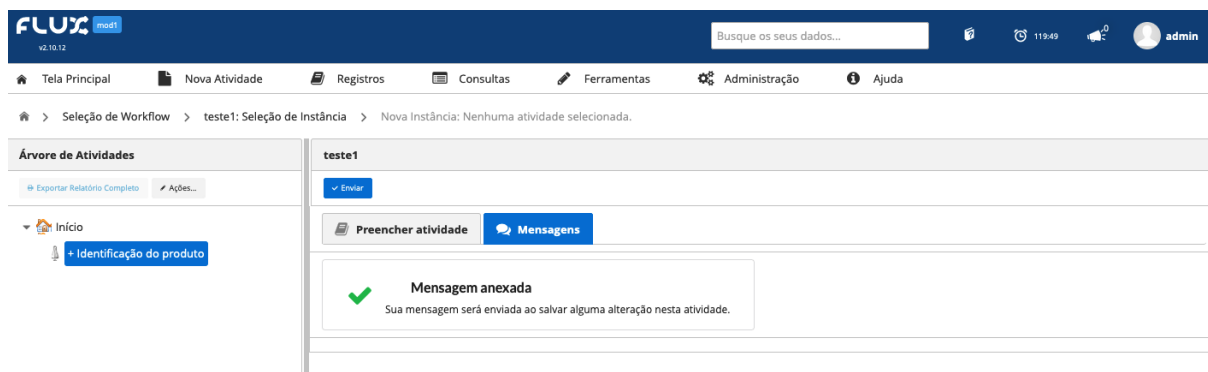 FLUX mod1
v2.10.12
Busque os seus dados...
119:49
0
admin
Tela Principal Nova Atividade Registros Consultas Ferramentas Administração Ajuda
> Seleção de Workflow > teste1: Seleção de Instância > Nova Instância: Nenhuma atividade selecionada.
Árvore de Atividades
teste1
Exportar Relatório Completo Ações...
Enviar
Início
+ Identificação do produto
Preencher atividade Mensagens
Mensagem anexada
Sua mensagem será enviada ao salvar alguma alteração nesta atividade.